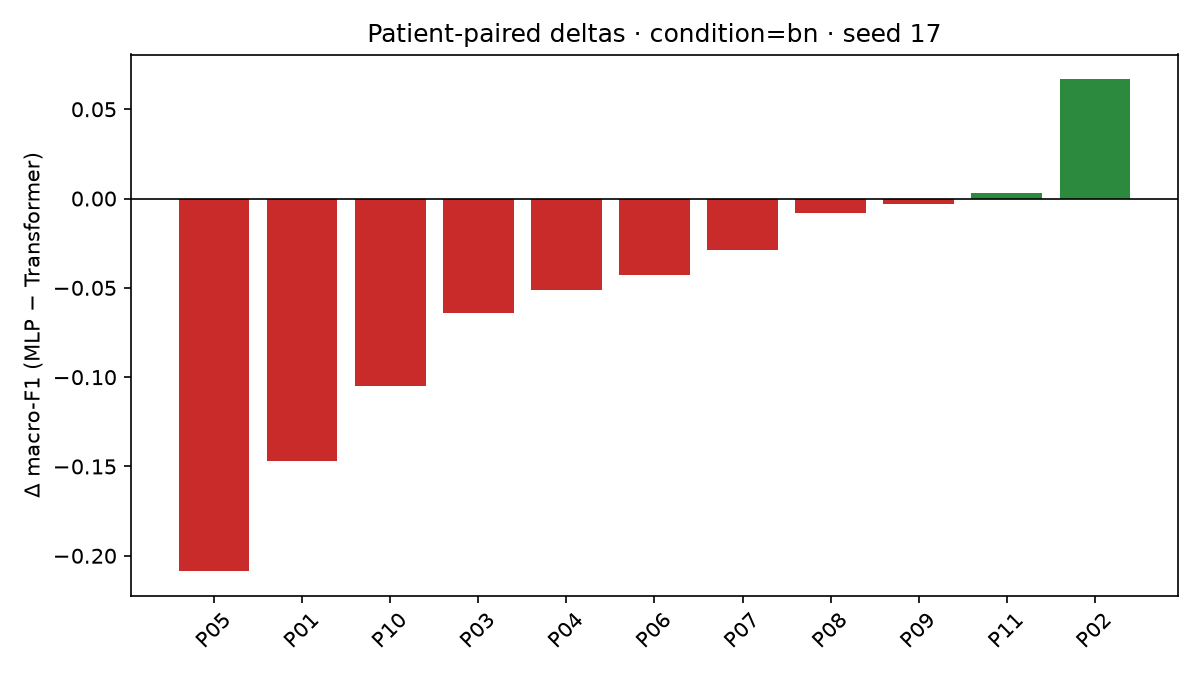 Patient-paired deltas · condition=bn · seed 17
Δ macro-F1 (MLP − Transformer)
0.05
0.00
−0.05
−0.10
−0.15
−0.20
P05
P01
P10
P03
P04
P06
P07
P08
P09
P11
P02